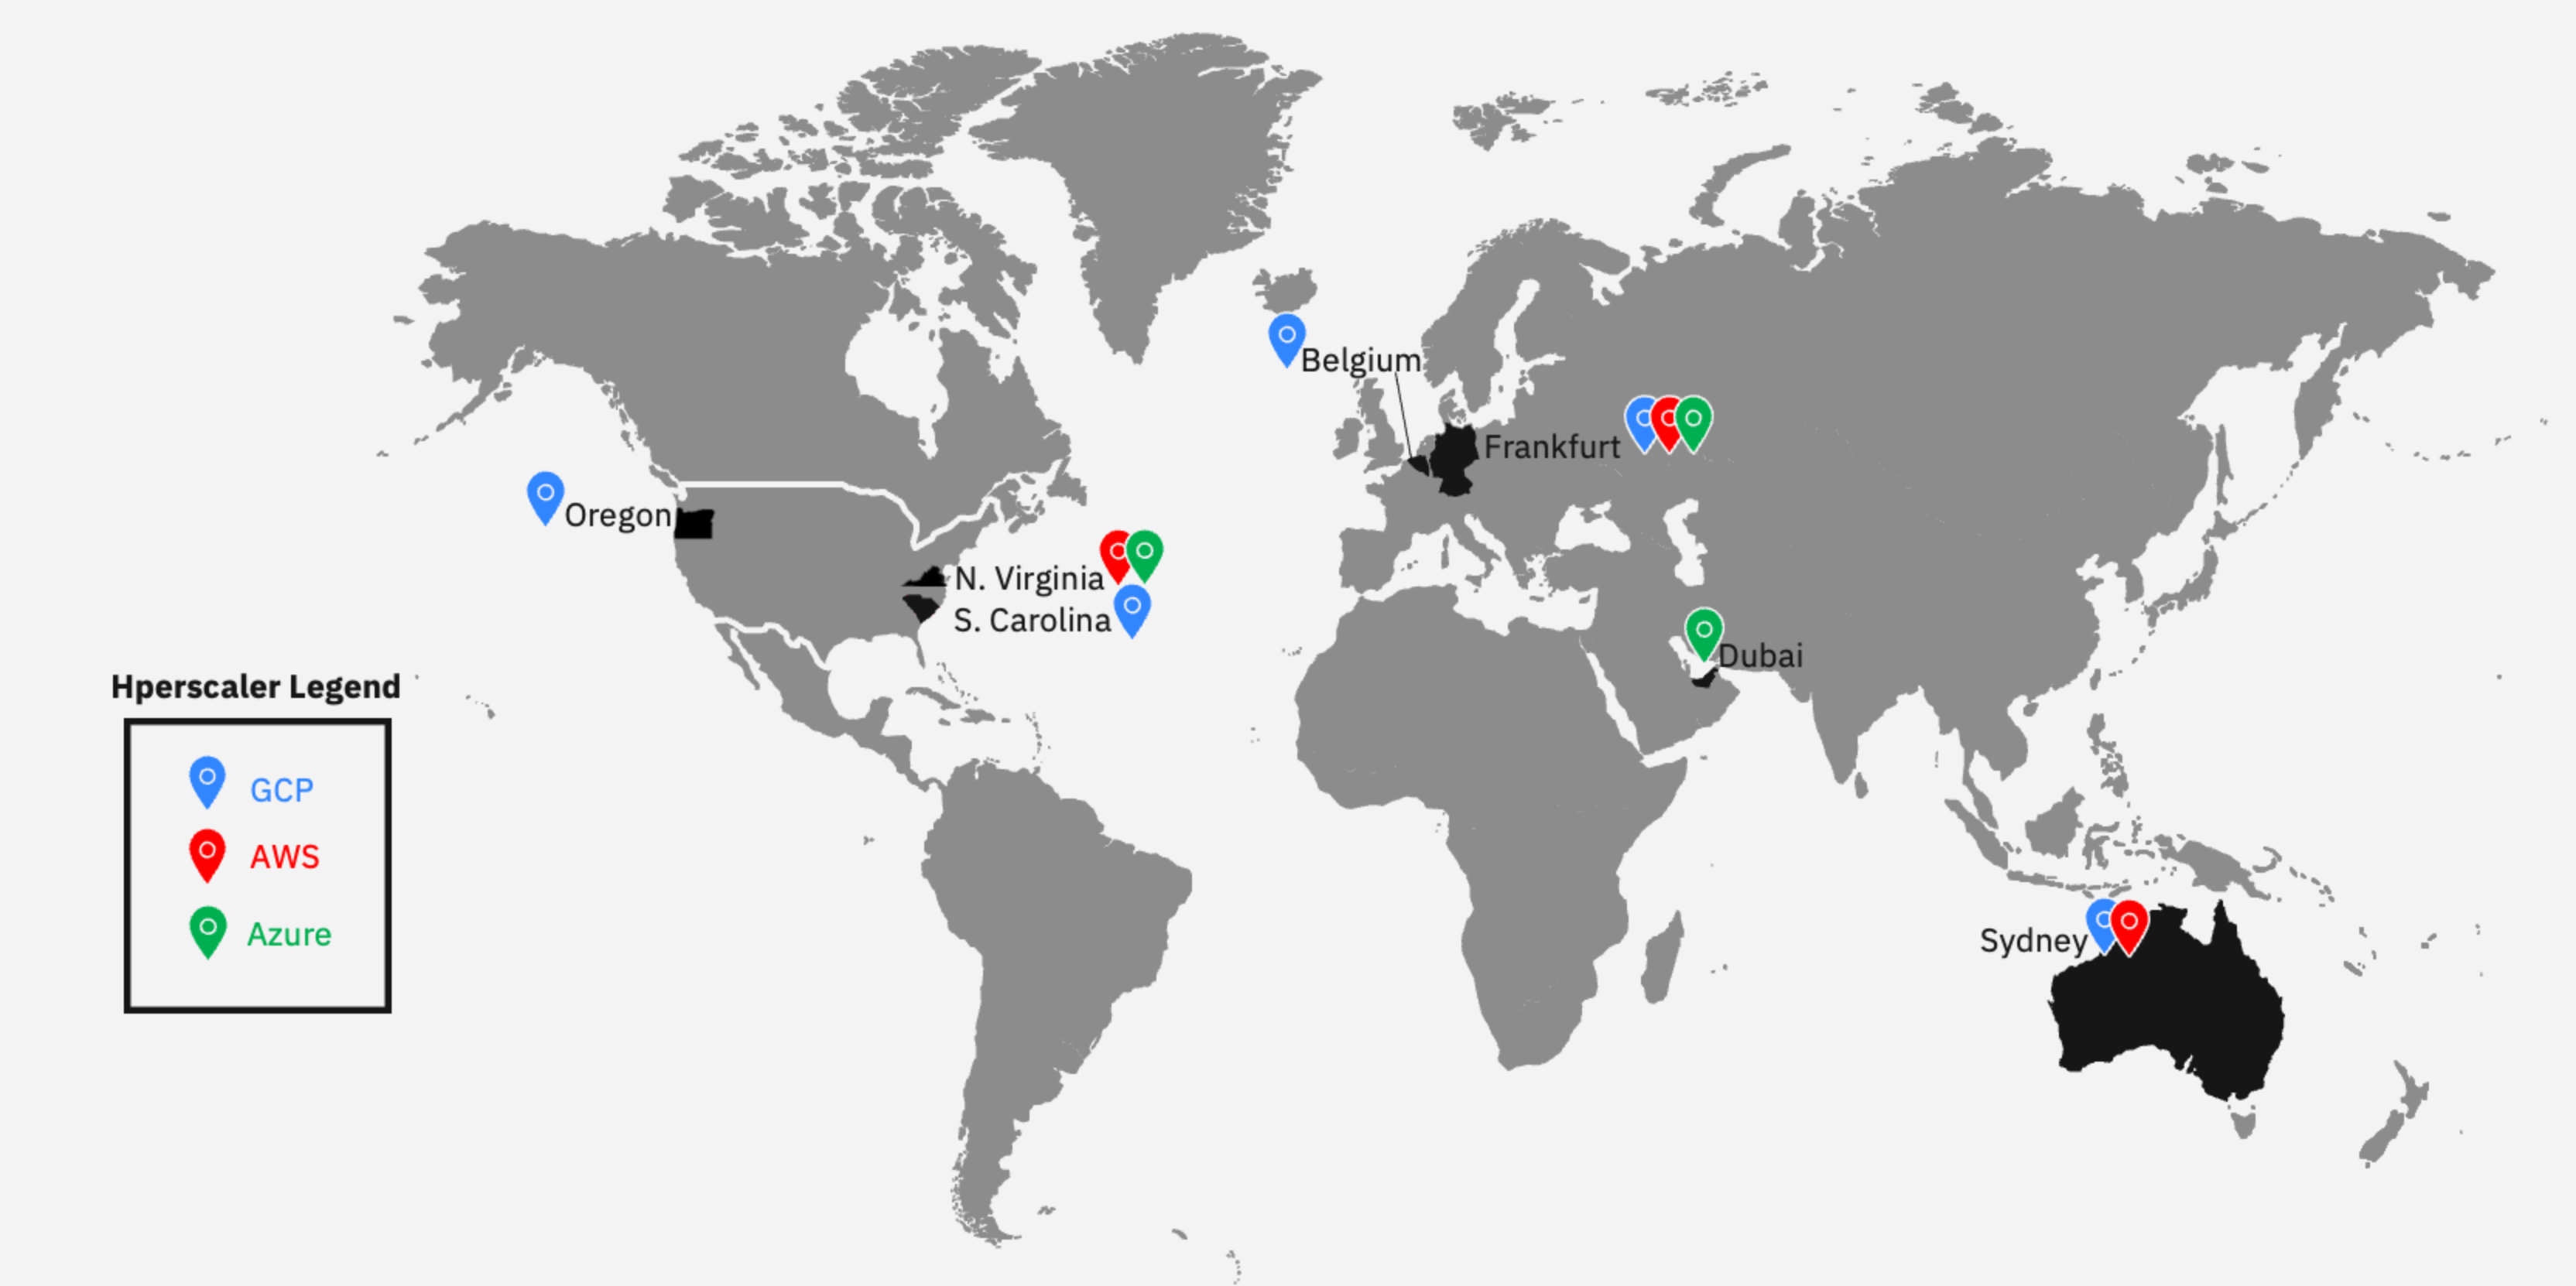 Belgium
Frankfurt
Oregon
N. Virginia
S. Carolina
Dubai
Hperscaler Legend
GCP
AWS
Azure
Sydney